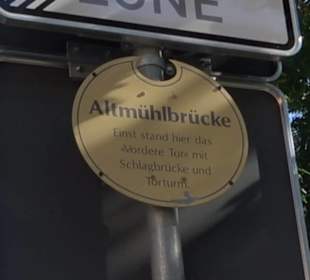 ZONE
Altmühlbrücke
Einst stand hier das
»Vordere Tor« mit
Schlagbrücke und
Torturm.